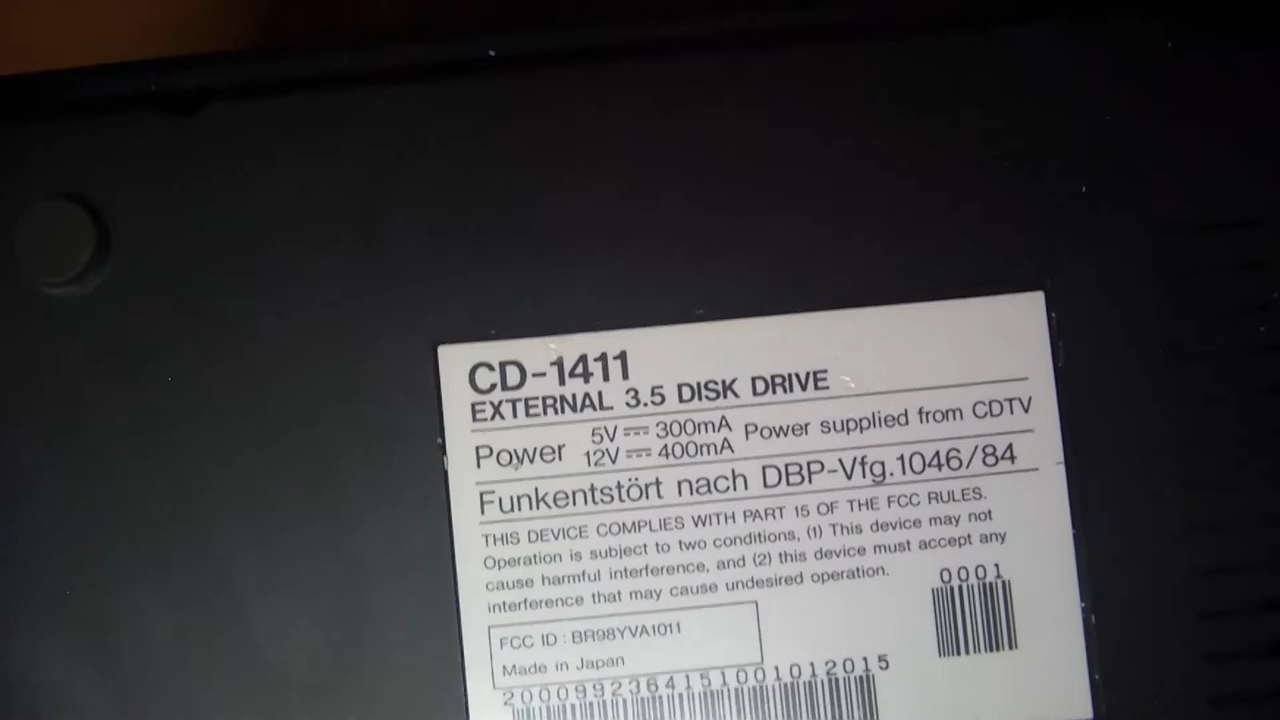 CD-1411
EXTERNAL 3.5 DISK DRIVE
Power 5V ⎓ 300mA Power supplied from CDTV
12V ⎓ 400mA
Funkentstört nach DBP-Vfg.1046/84
THIS DEVICE COMPLIES WITH PART 15 OF THE FCC RULES.
Operation is subject to two conditions, (1) This device may not
cause harmful interference, and (2) this device must accept any
interference that may cause undesired operation.
0001
FCC ID : BR98YVA1011
Made in Japan
2000992364151001012015